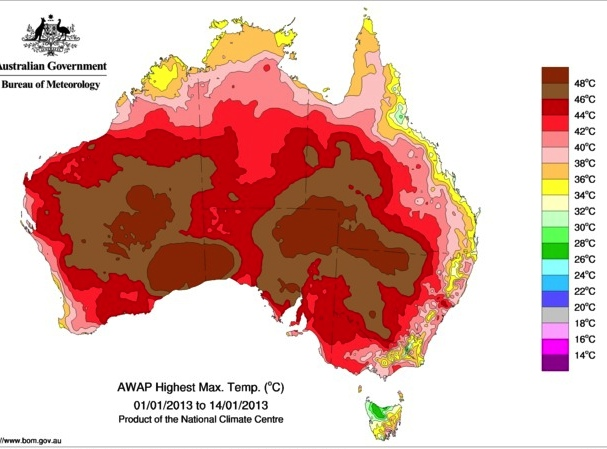 Australian Government
Bureau of Meteorology
48°C
46°C
44°C
42°C
40°C
38°C
36°C
34°C
32°C
30°C
28°C
26°C
24°C
22°C
20°C
18°C
16°C
14°C
AWAP Highest Max. Temp. (°C)
01/01/2013 to 14/01/2013
Product of the National Climate Centre
//www.bom.gov.au